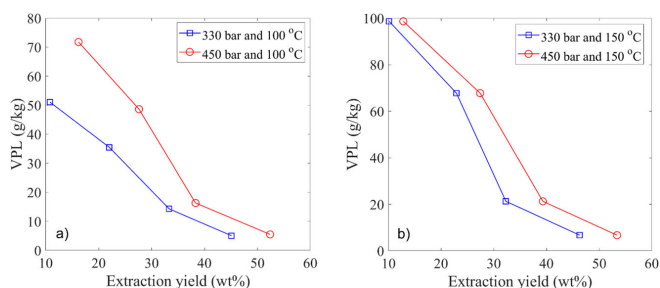 80
70
60
50
40
30
20
10
0
VPL (g/kg)
330 bar and 100 °C
450 bar and 100 °C
a)
10 20 30 40 50 60
Extraction yield (wt%)
100
80
60
40
20
0
VPL (g/kg)
330 bar and 150 °C
450 bar and 150 °C
b)
10 20 30 40 50 60
Extraction yield (wt%)